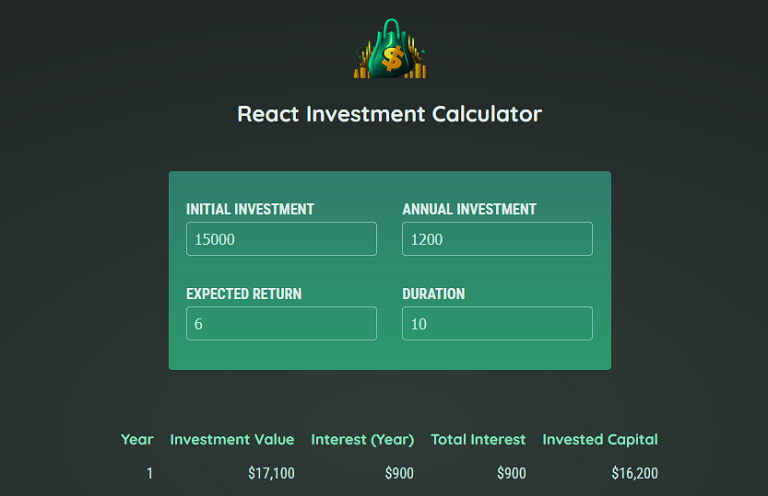 $
React Investment Calculator
INITIAL INVESTMENT ANNUAL INVESTMENT
15000 1200
EXPECTED RETURN DURATION
6 10
Year Investment Value Interest (Year) Total Interest Invested Capital
1 $17,100 $900 $900 $16,200